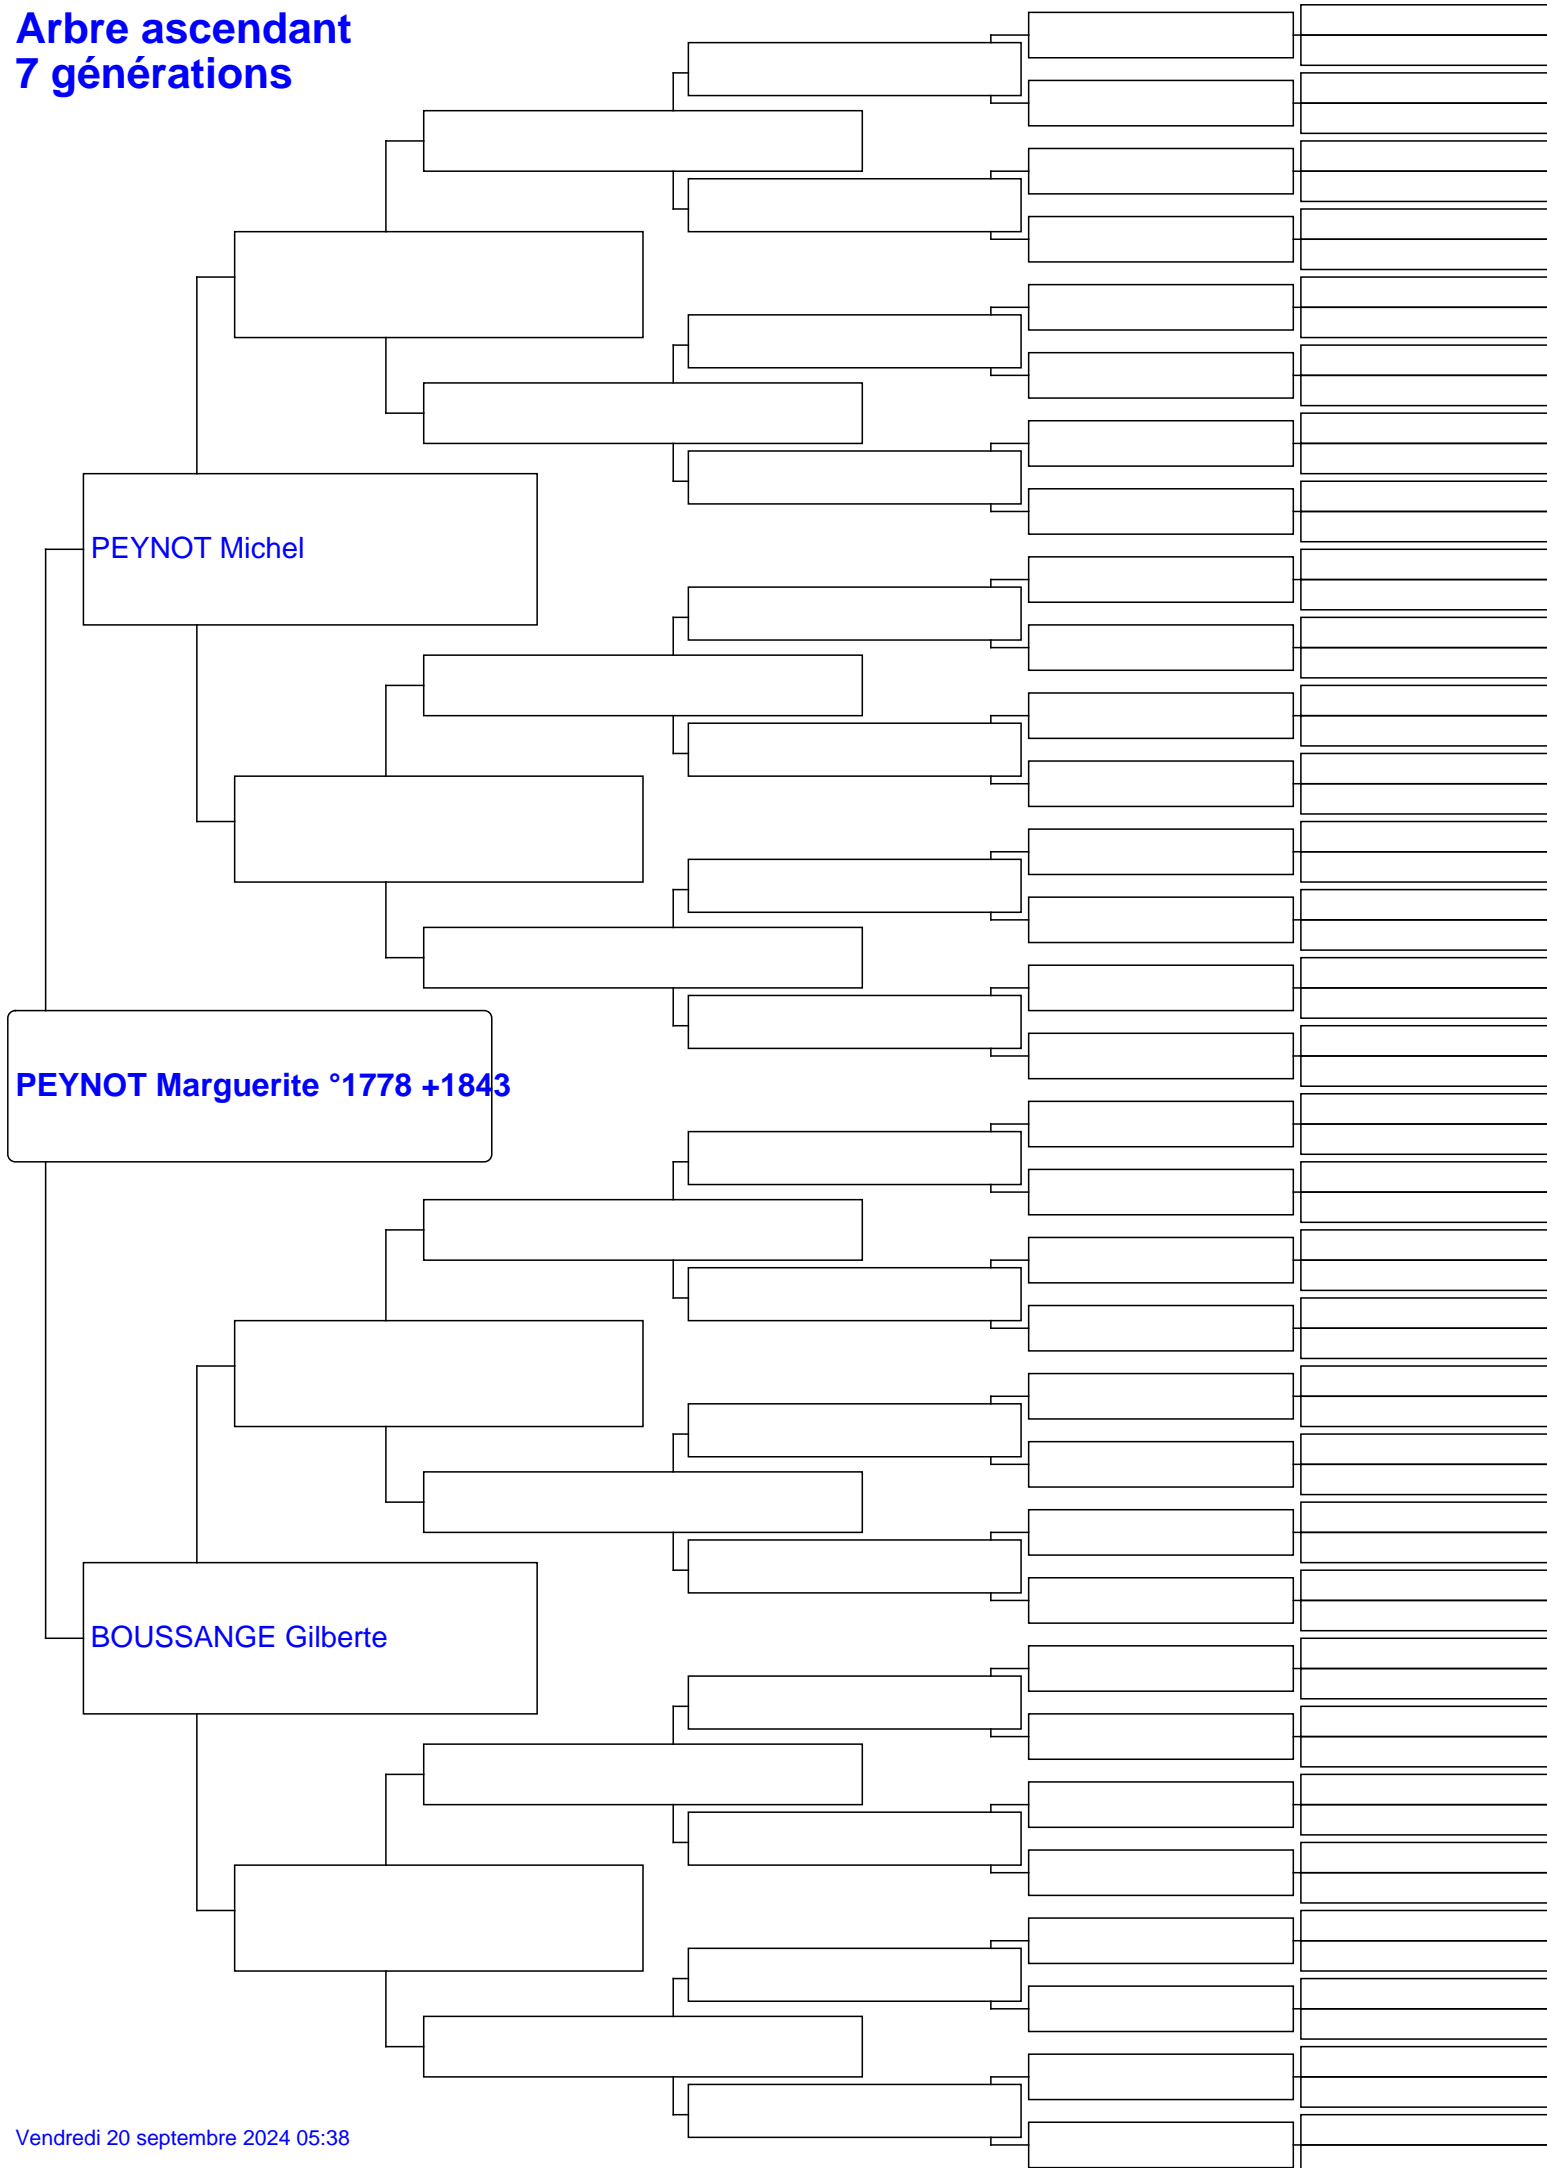 Arbre ascendant
7 générations
PEYNOT Michel
PEYNOT Marguerite °1778 +1843
BOUSSANGE Gilberte
Vendredi 20 septembre 2024 05:38